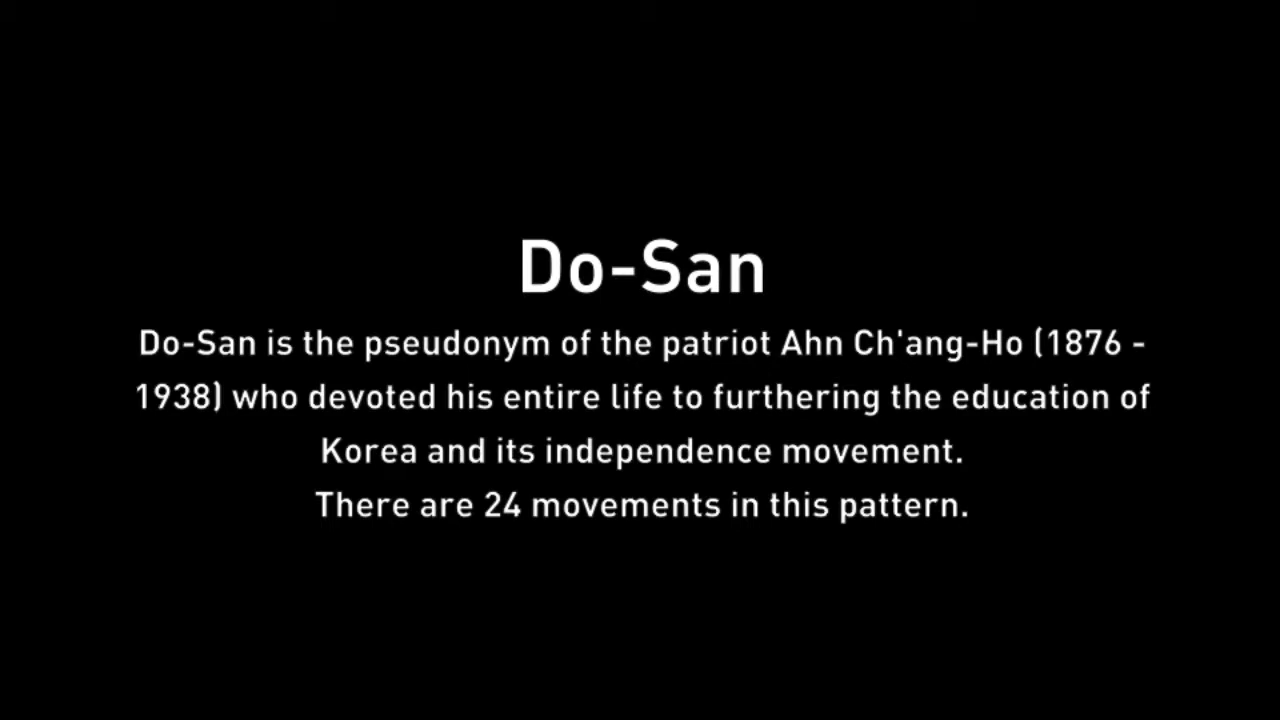 Do-San
Do-San is the pseudonym of the patriot Ahn Ch'ang-Ho (1876 -
1938) who devoted his entire life to furthering the education of
Korea and its independence movement.
There are 24 movements in this pattern.